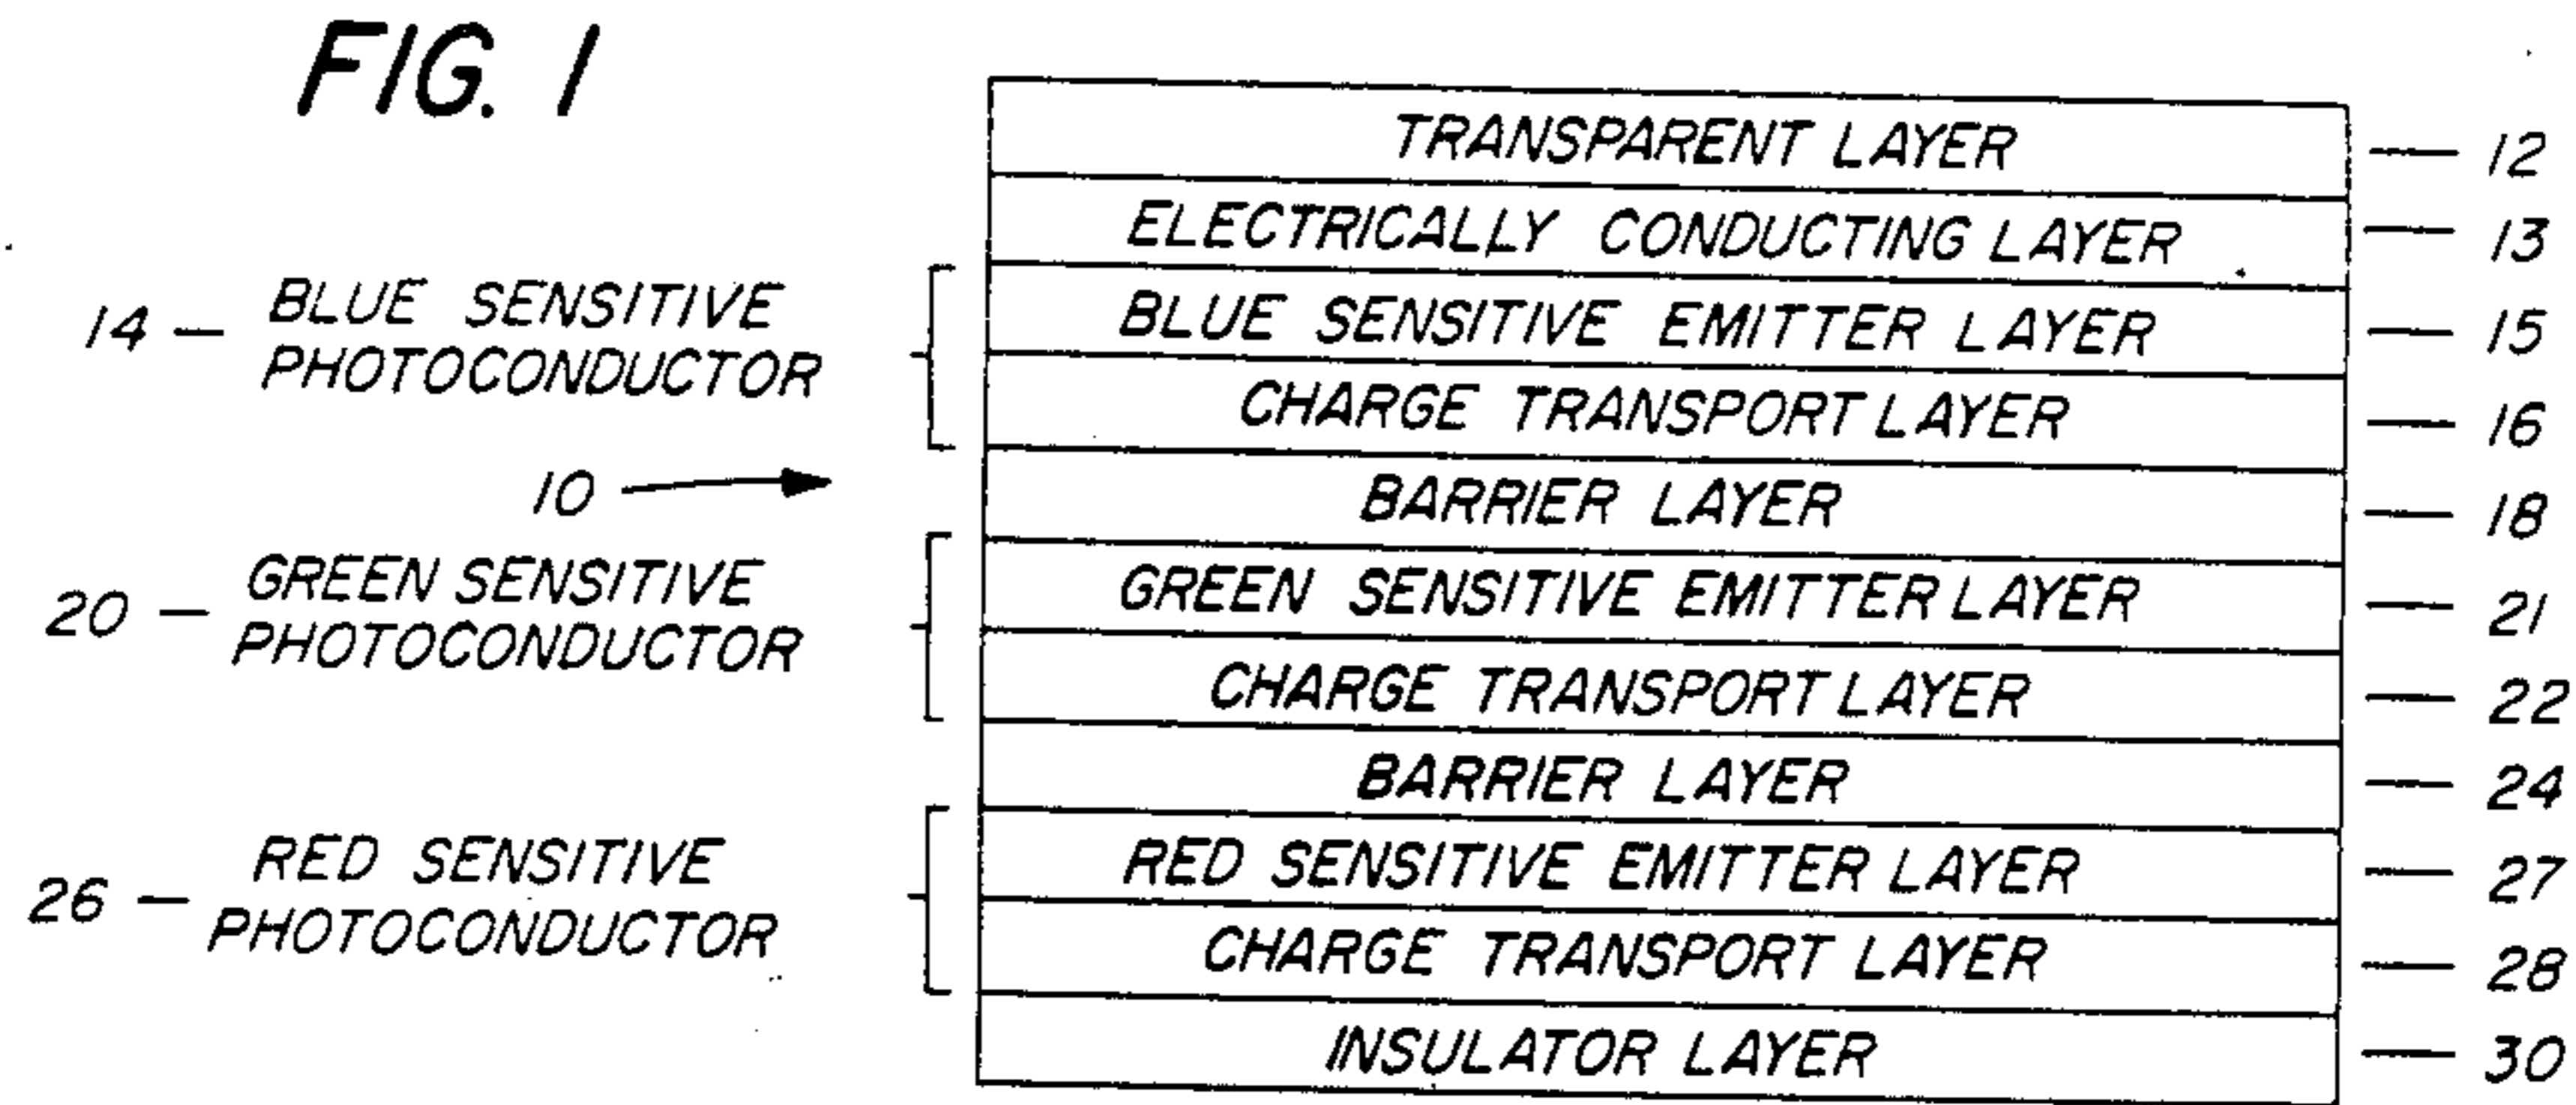 FIG. 1
TRANSPARENT LAYER — 12
ELECTRICALLY CONDUCTING LAYER — 13
14 — BLUE SENSITIVE
PHOTOCONDUCTOR
BLUE SENSITIVE EMITTER LAYER — 15
CHARGE TRANSPORT LAYER — 16
10
BARRIER LAYER — 18
20 — GREEN SENSITIVE
PHOTOCONDUCTOR
GREEN SENSITIVE EMITTER LAYER — 21
CHARGE TRANSPORT LAYER — 22
BARRIER LAYER — 24
26 — RED SENSITIVE
PHOTOCONDUCTOR
RED SENSITIVE EMITTER LAYER — 27
CHARGE TRANSPORT LAYER — 28
INSULATOR LAYER — 30